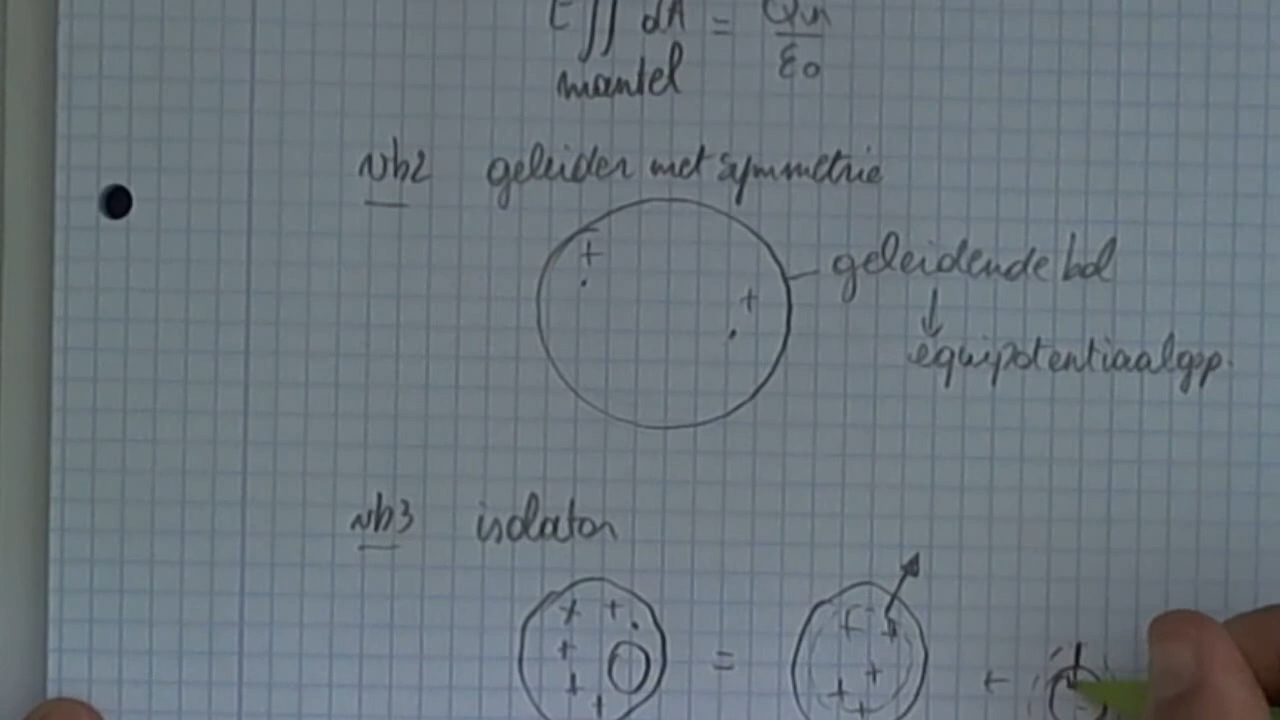 E∬ dA = Qin
ε0
mantel
vb2 geleider met symmetrie
+
+
geleidende bol
↓
equipotentiaalopp.
vb3 isolator
+ +
+
+ +
=
+ +
+
+ +
+